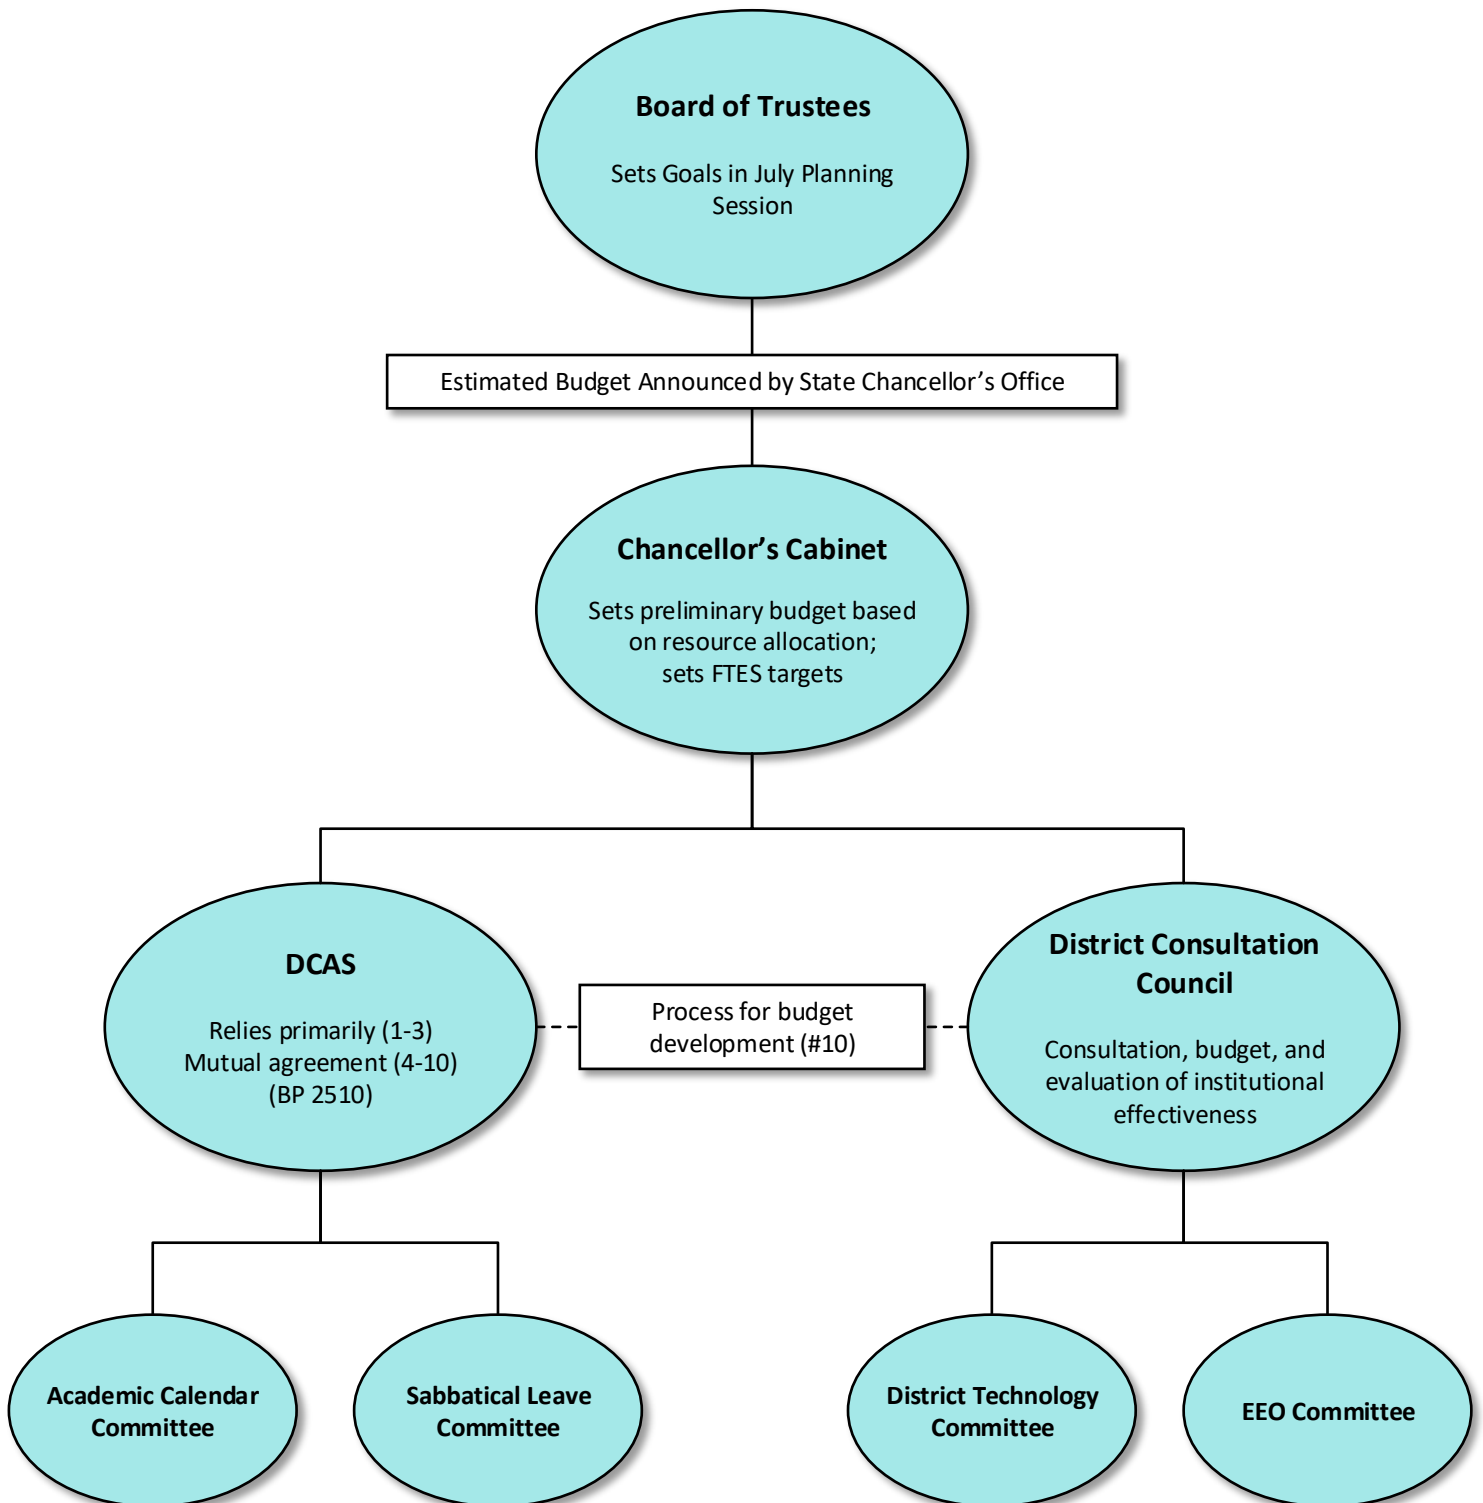 Board of Trustees
Sets Goals in July Planning
Session
Estimated Budget Announced by State Chancellor’s Office
Chancellor’s Cabinet
Sets preliminary budget based
on resource allocation;
sets FTES targets
DCAS
Relies primarily (1-3)
Mutual agreement (4-10)
(BP 2510)
Process for budget
development (#10)
District Consultation
Council
Consultation, budget, and
evaluation of institutional
effectiveness
Academic Calendar
Committee
Sabbatical Leave
Committee
District Technology
Committee
EEO Committee